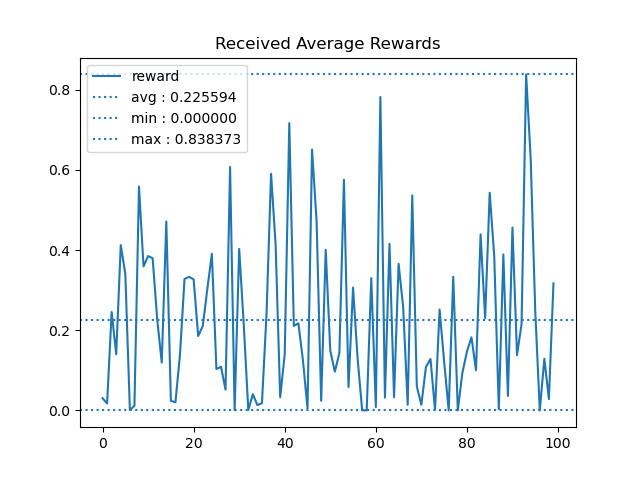 Received Average Rewards
reward
avg : 0.225594
min : 0.000000
max : 0.838373
0.8
0.6
0.4
0.2
0.0
0 20 40 60 80 100